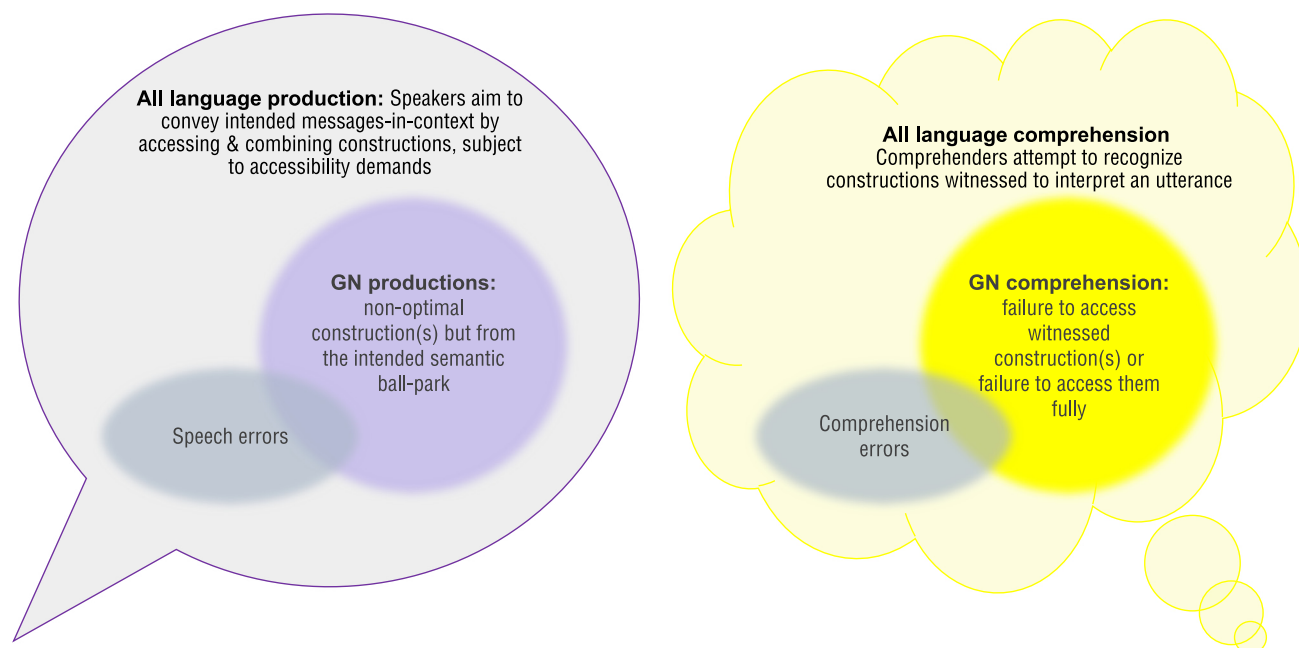 All language production: Speakers aim to
convey intended messages-in-context by
accessing & combining constructions, subject
to accessibility demands
GN productions:
non-optimal
construction(s) but from
the intended semantic
ball-park
Speech errors
All language comprehension
Comprehenders attempt to recognize
constructions witnessed to interpret an utterance
GN comprehension:
failure to access
witnessed
construction(s) or
failure to access them
fully
Comprehension
errors